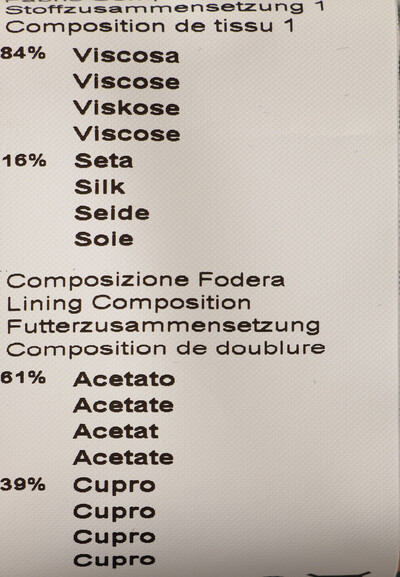 Stoffzusammensetzung 1
Composition de tissu 1
84% Viscosa
Viscose
Viskose
Viscose
16% Seta
Silk
Seide
Soie
Composizione Fodera
Lining Composition
Futterzusammensetzung
Composition de doublure
61% Acetato
Acetate
Acetat
Acetate
39% Cupro
Cupro
Cupro
Cupro